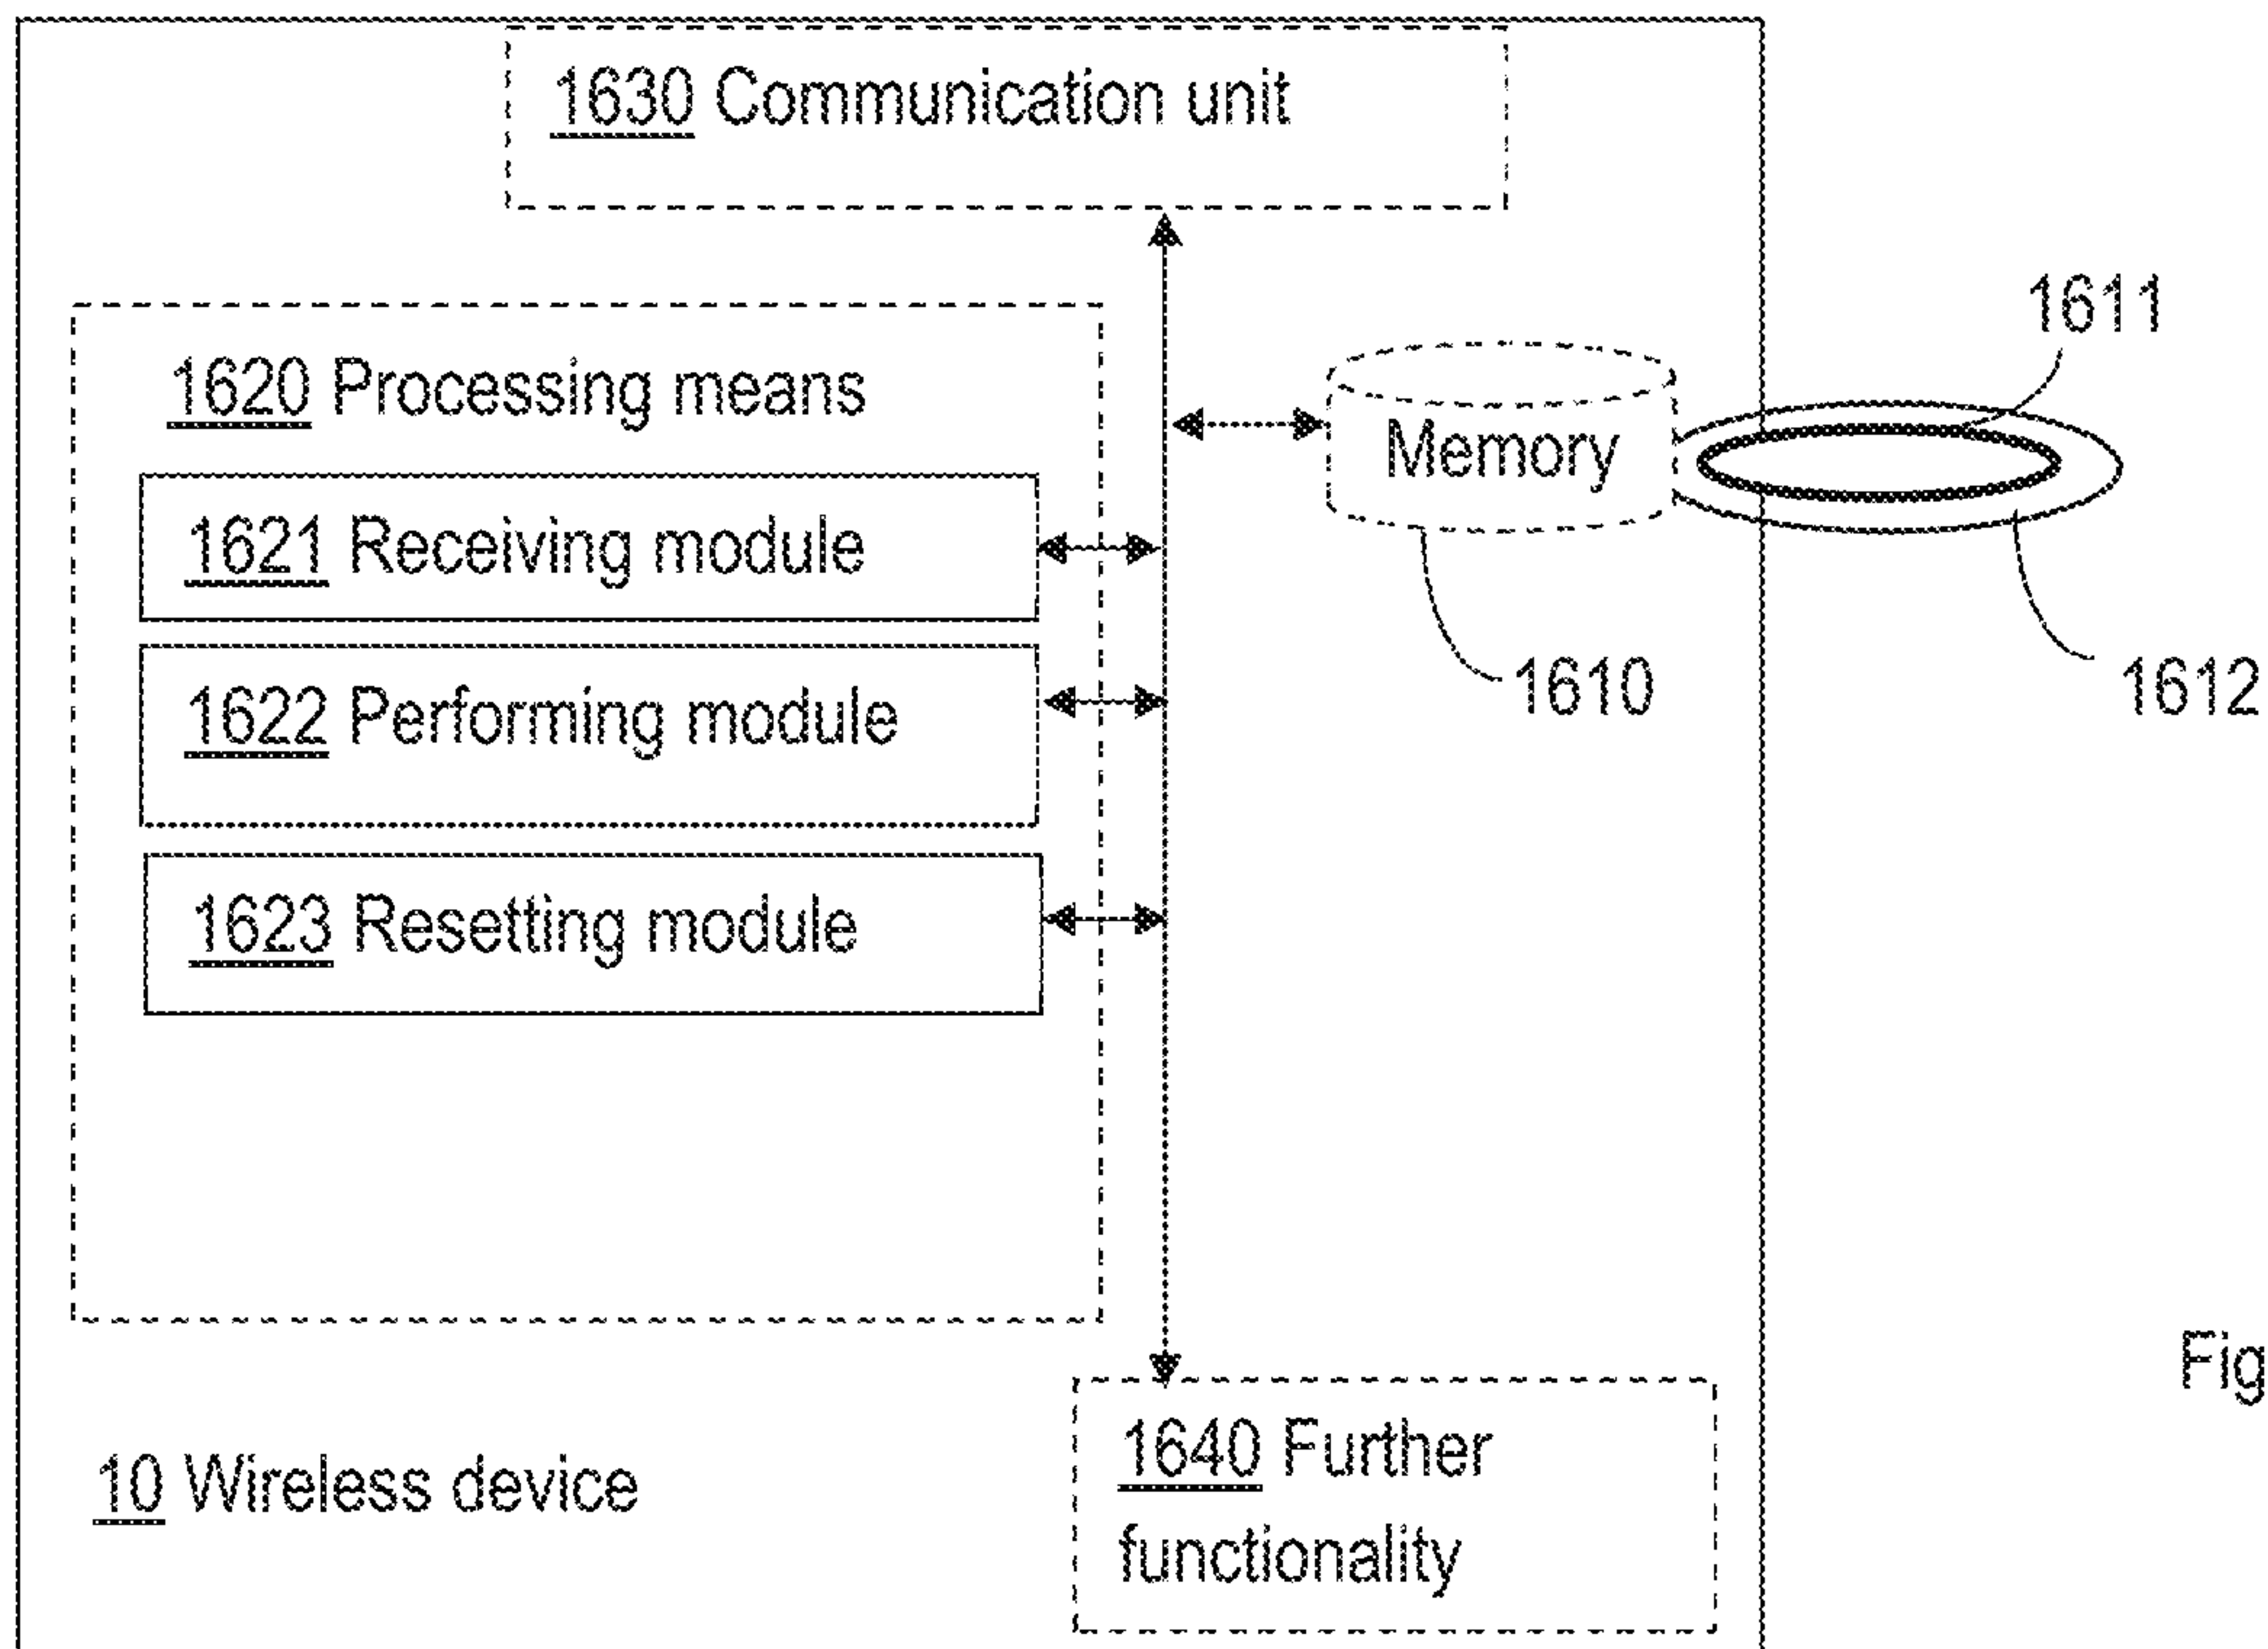 1630 Communication unit
1620 Processing means
1611
Memory
1621 Receiving module
1610
1612
1622 Performing module
1623 Resetting module
Fig
1640 Further
functionality
10 Wireless device